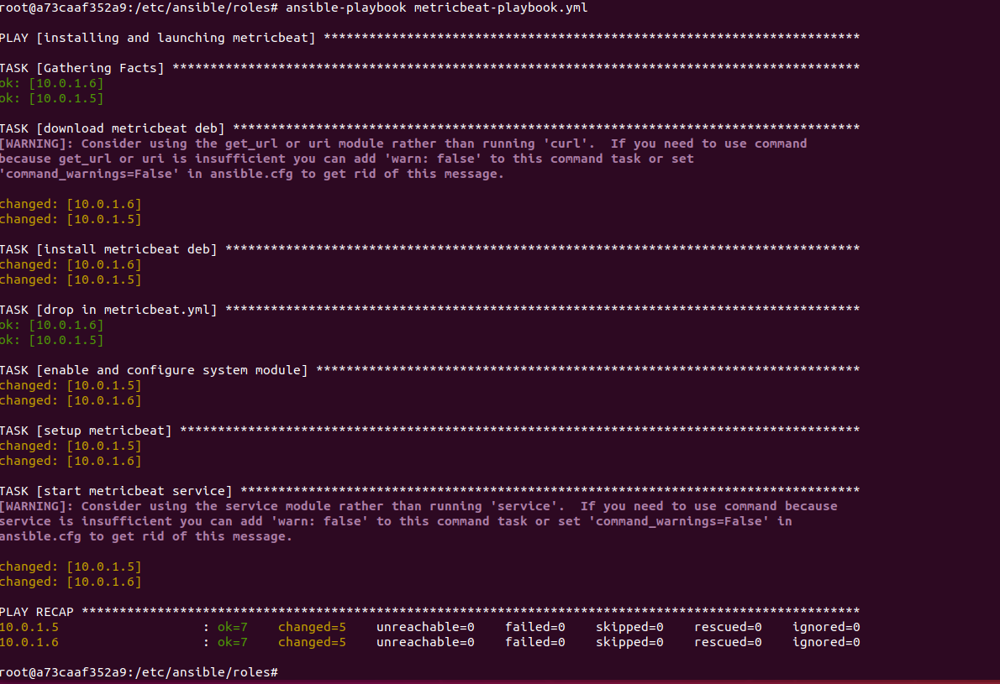 root@a73caaf352a9:/etc/ansible/roles# ansible-playbook metricbeat-playbook.yml
PLAY [installing and launching metricbeat] ***********************************************************************
TASK [Gathering Facts] *******************************************************************************************
ok: [10.0.1.6]
ok: [10.0.1.5]
TASK [download metricbeat deb] ***********************************************************************************
[WARNING]: Consider using the get_url or uri module rather than running 'curl'.  If you need to use command
because get_url or uri is insufficient you can add 'warn: false' to this command task or set
'command_warnings=False' in ansible.cfg to get rid of this message.
changed: [10.0.1.6]
changed: [10.0.1.5]
TASK [install metricbeat deb] ************************************************************************************
changed: [10.0.1.6]
changed: [10.0.1.5]
TASK [drop in metricbeat.yml] ************************************************************************************
ok: [10.0.1.6]
ok: [10.0.1.5]
TASK [enable and configure system module] ************************************************************************
changed: [10.0.1.5]
changed: [10.0.1.6]
TASK [setup metricbeat] ******************************************************************************************
changed: [10.0.1.5]
changed: [10.0.1.6]
TASK [start metricbeat service] **********************************************************************************
[WARNING]: Consider using the service module rather than running 'service'.  If you need to use command because
service is insufficient you can add 'warn: false' to this command task or set 'command_warnings=False' in
ansible.cfg to get rid of this message.
changed: [10.0.1.5]
changed: [10.0.1.6]
PLAY RECAP *******************************************************************************************************
10.0.1.5                   : ok=7    changed=5    unreachable=0    failed=0    skipped=0    rescued=0    ignored=0
10.0.1.6                   : ok=7    changed=5    unreachable=0    failed=0    skipped=0    rescued=0    ignored=0
root@a73caaf352a9:/etc/ansible/roles#